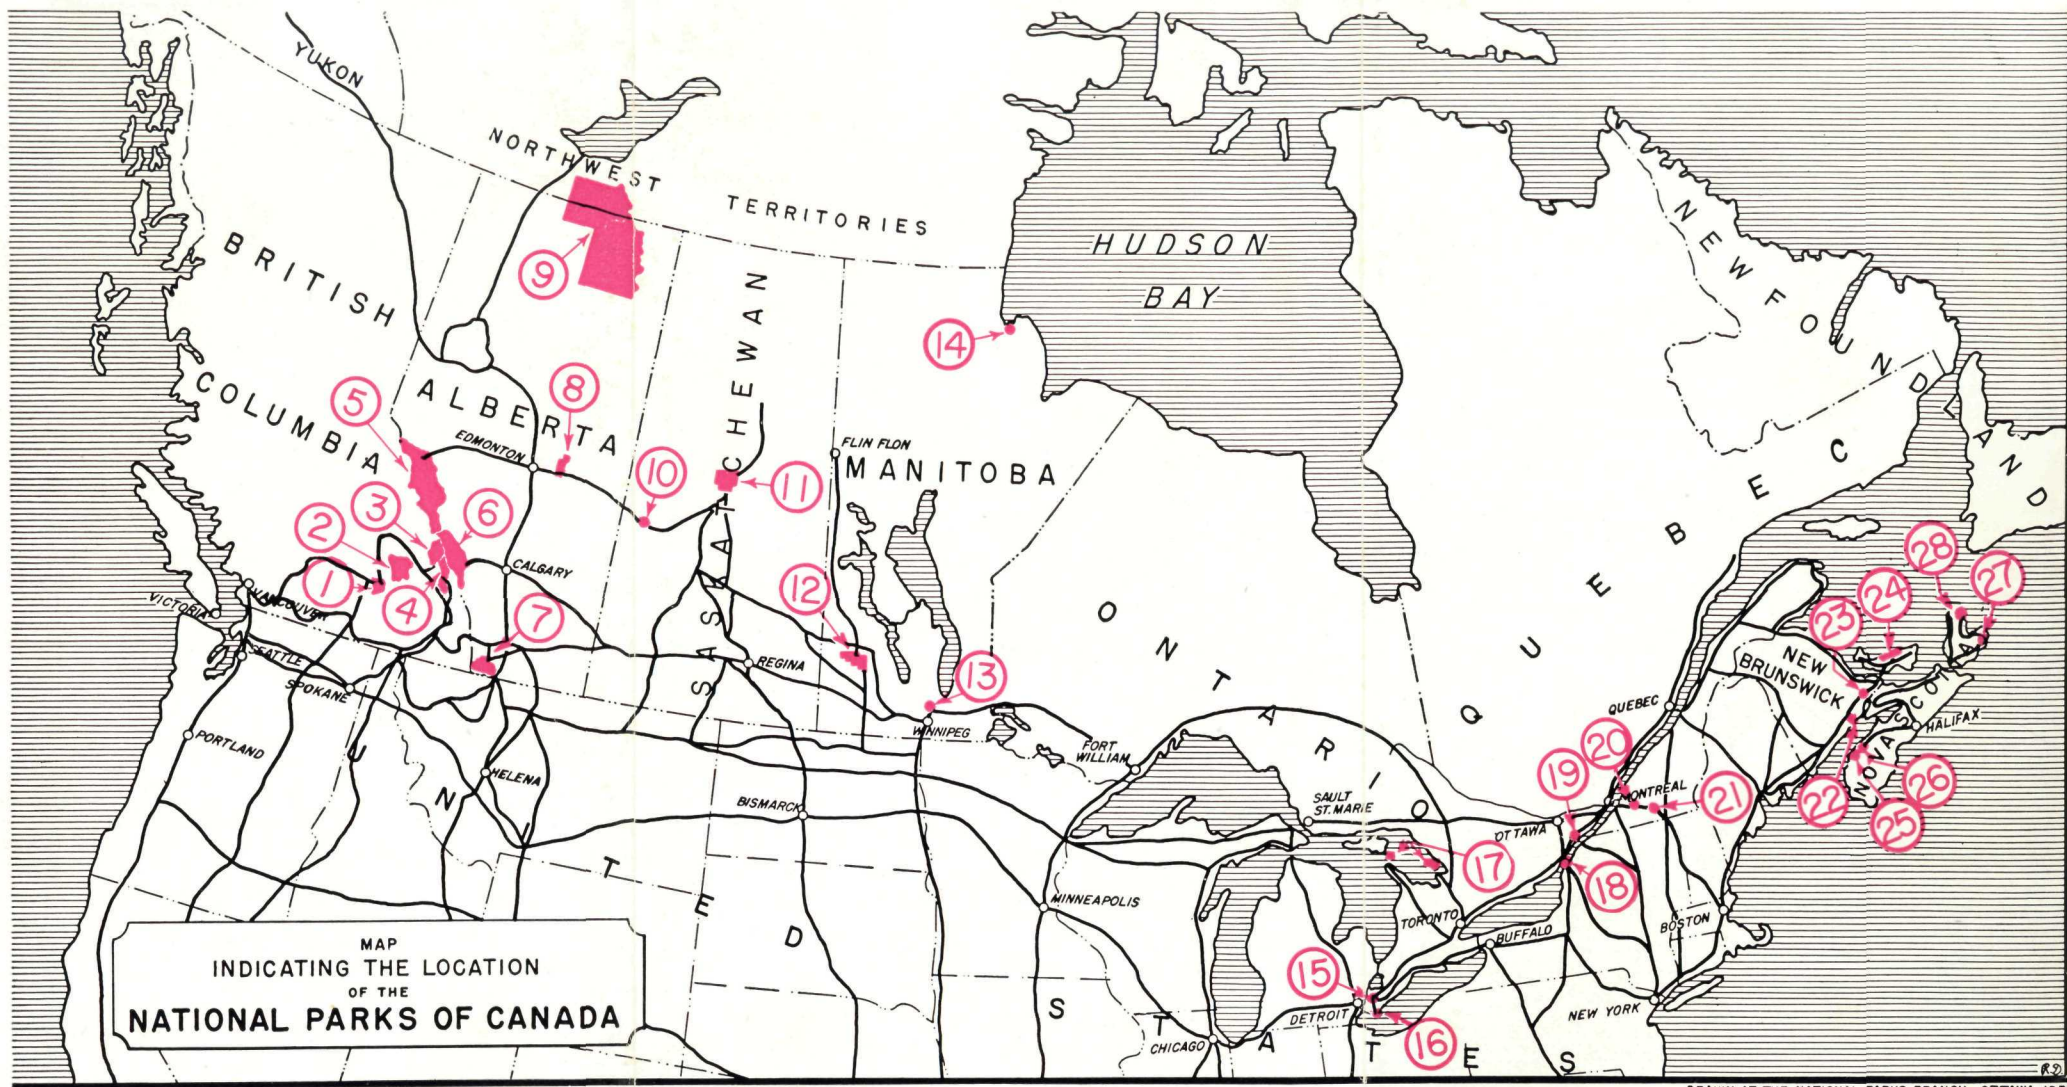 YUKON
NORTHWEST
TERRITORIES
HUDSON
BAY
BRITISH
COLUMBIA
ALBERTA
SASKATCHEWAN
MANITOBA
ONTARIO
QUEBEC
NEWFOUNDLAND
NEW
BRUNSWICK
NOVA SCOTIA
UNITED STATES
EDMONTON
CALGARY
FLIN FLON
VICTORIA
VANCOUVER
SEATTLE
SPOKANE
PORTLAND
HELENA
REGINA
WINNIPEG
BISMARCK
FORT
WILLIAM
SAULT
ST. MARIE
OTTAWA
MONTREAL
QUEBEC
HALIFAX
MINNEAPOLIS
TORONTO
BUFFALO
BOSTON
DETROIT
CHICAGO
NEW YORK
1
2
3
4
5
6
7
8
9
10
11
12
13
14
15
16
17
18
19
20
21
22
23
24
25
26
27
28
MAP
INDICATING THE LOCATION
OF THE
NATIONAL PARKS OF CANADA